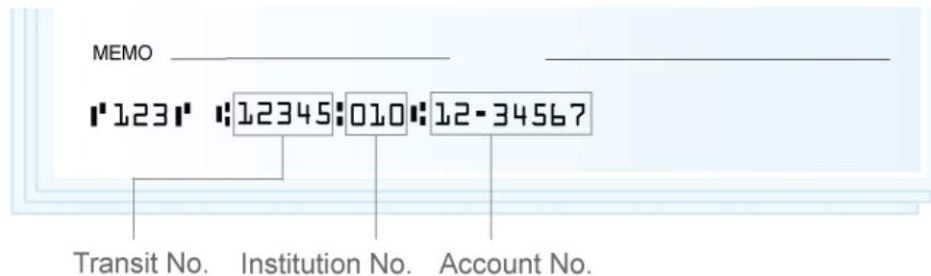 MEMO
⑈123⑈ ⑆12345⑆010⑆12-34567
Transit No. Institution No. Account No.